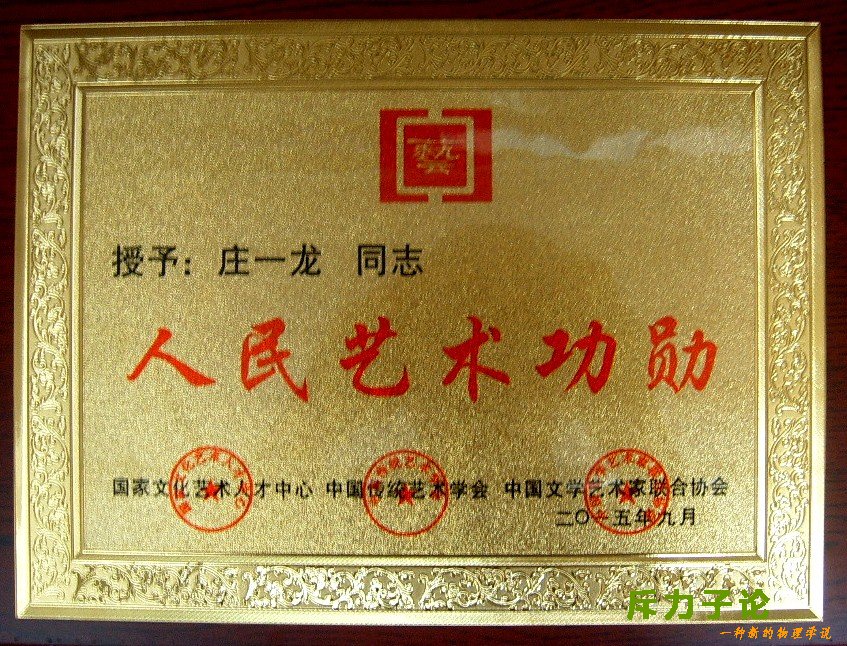 授予：庄一龙 同志
人民艺术功勋
国家文化艺术人才中心 中国传统艺术学会 中国文学艺术家联合协会
二〇一五年九月
斥力子论
一种新的物理学说